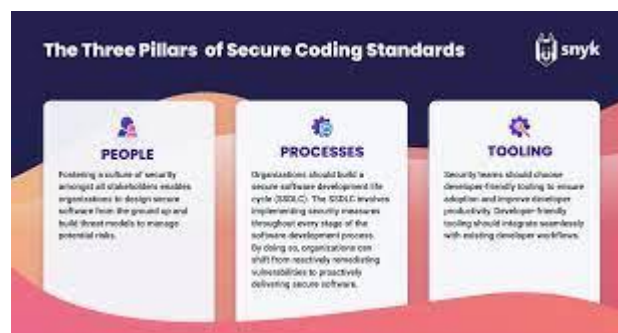 The Three Pillars of Secure Coding Standards
snyk
PEOPLE
Fostering a culture of security
amongst all stakeholders enables
organizations to design secure
software from the ground up and
build threat models to manage
potential risks.
PROCESSES
Organizations should build a
secure software development life
cycle (SSDLC). The SSDLC involves
implementing security measures
throughout every stage of the
software development process.
By doing so, organizations can
shift from reactively remediating
vulnerabilities to proactively
delivering secure software.
TOOLING
Security teams should choose
developer-friendly tooling to ensure
adoption and improve developer
productivity. Developer-friendly
tooling should integrate seamlessly
with existing developer workflows.